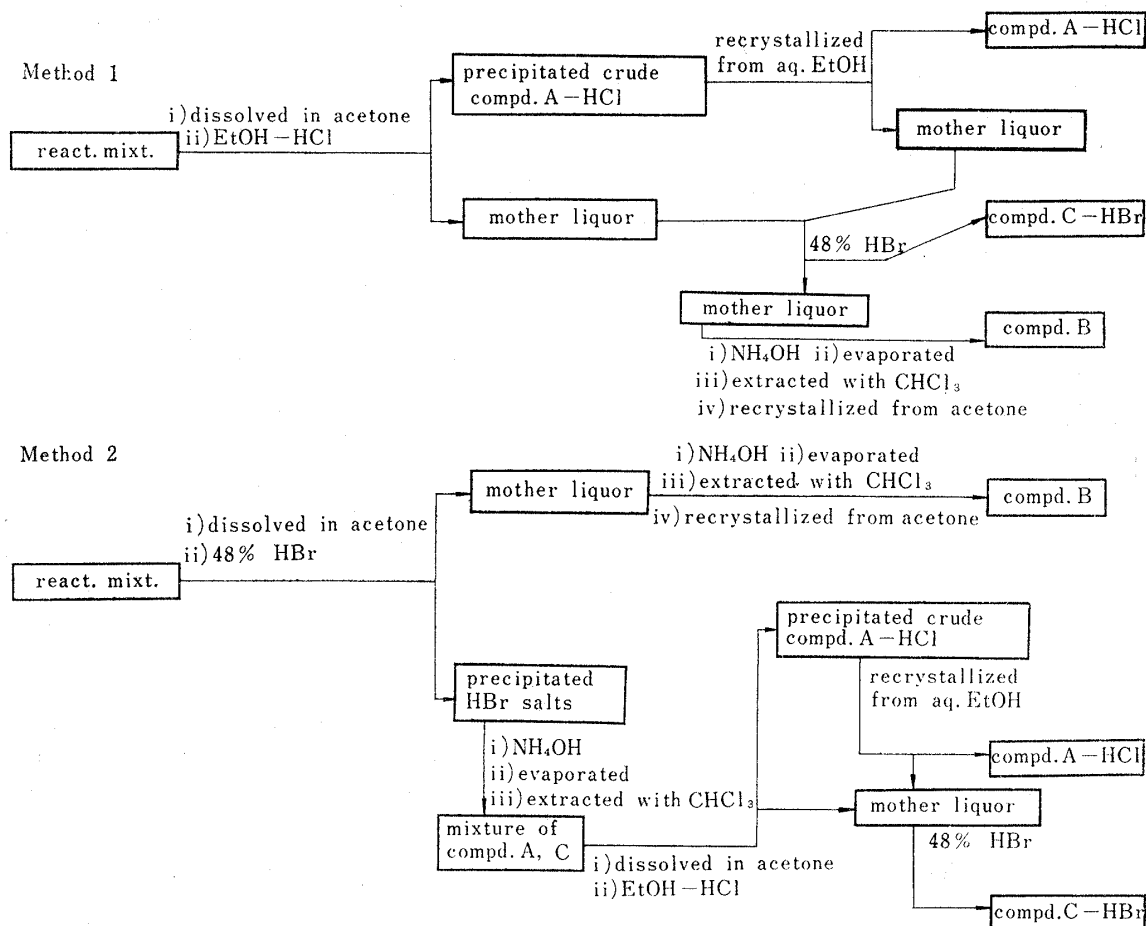 Method 1
react. mixt.
i)dissolved in acetone
ii)EtOH-HCl
precipitated crude
compd. A-HCl
recrystallized
from aq. EtOH
compd. A-HCl
mother liquor
mother liquor
48% HBr
compd. C-HBr
mother liquor
i)NH₄OH ii)evaporated
iii)extracted with CHCl₃
iv)recrystallized from acetone
compd. B
Method 2
react. mixt.
i)dissolved in acetone
ii)48% HBr
mother liquor
i)NH₄OH ii)evaporated
iii)extracted with CHCl₃
iv)recrystallized from acetone
compd. B
precipitated
HBr salts
i)NH₄OH
ii)evaporated
iii)extracted with CHCl₃
mixture of
compd. A, C
i)dissolved in acetone
ii)EtOH-HCl
precipitated crude
compd. A-HCl
recrystallized
from aq. EtOH
compd. A-HCl
mother liquor
48% HBr
compd. C-HBr